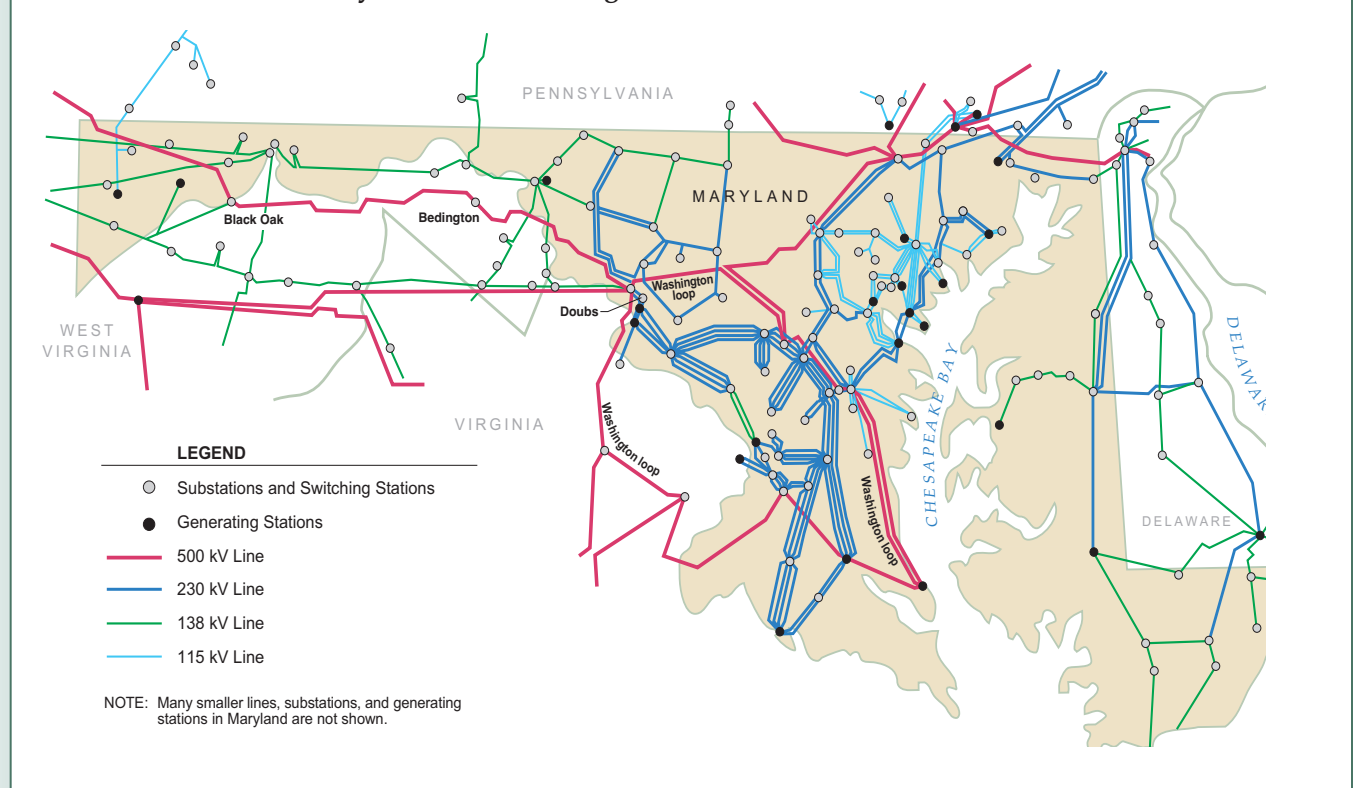 PENNSYLVANIA
MARYLAND
Black Oak
Bedington
Washington
loop
Doubs
WEST
VIRGINIA
DELAWAR
CHESAPEAKE BAY
VIRGINIA
Washington loop
Washington loop
DELAWARE
LEGEND
Substations and Switching Stations
Generating Stations
500 kV Line
230 kV Line
138 kV Line
115 kV Line
NOTE: Many smaller lines, substations, and generating
stations in Maryland are not shown.